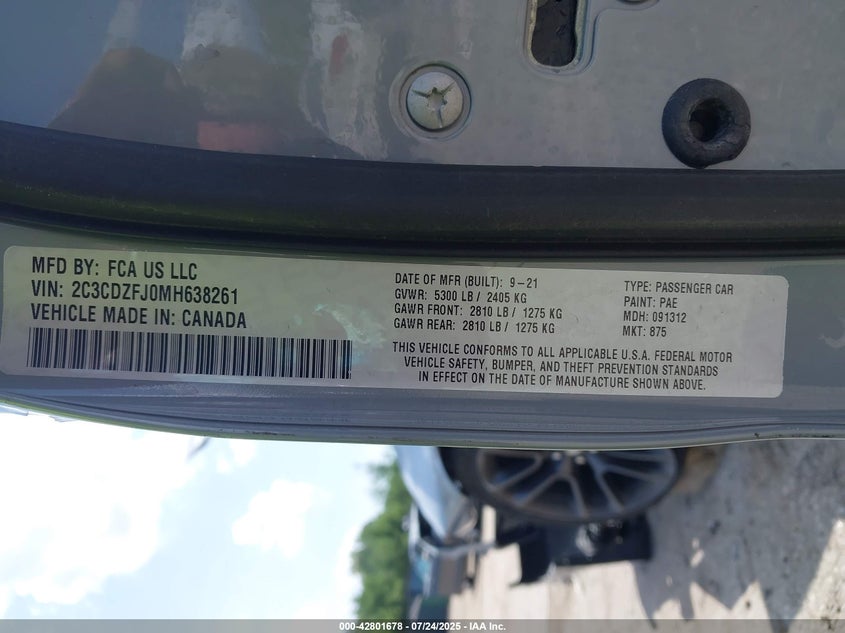 MFD BY: FCA US LLC
VIN: 2C3CDZFJ0MH638261
VEHICLE MADE IN: CANADA
DATE OF MFR (BUILT): 9-21
GVWR: 5300 LB / 2405 KG
GAWR FRONT: 2810 LB / 1275 KG
GAWR REAR: 2810 LB / 1275 KG
TYPE: PASSENGER CAR
PAINT: PAE
MDH: 091312
MKT: 875
THIS VEHICLE CONFORMS TO ALL APPLICABLE U.S.A. FEDERAL MOTOR
VEHICLE SAFETY, BUMPER, AND THEFT PREVENTION STANDARDS
IN EFFECT ON THE DATE OF MANUFACTURE SHOWN ABOVE.
000-42801678 - 07/24/2025 - IAA Inc.